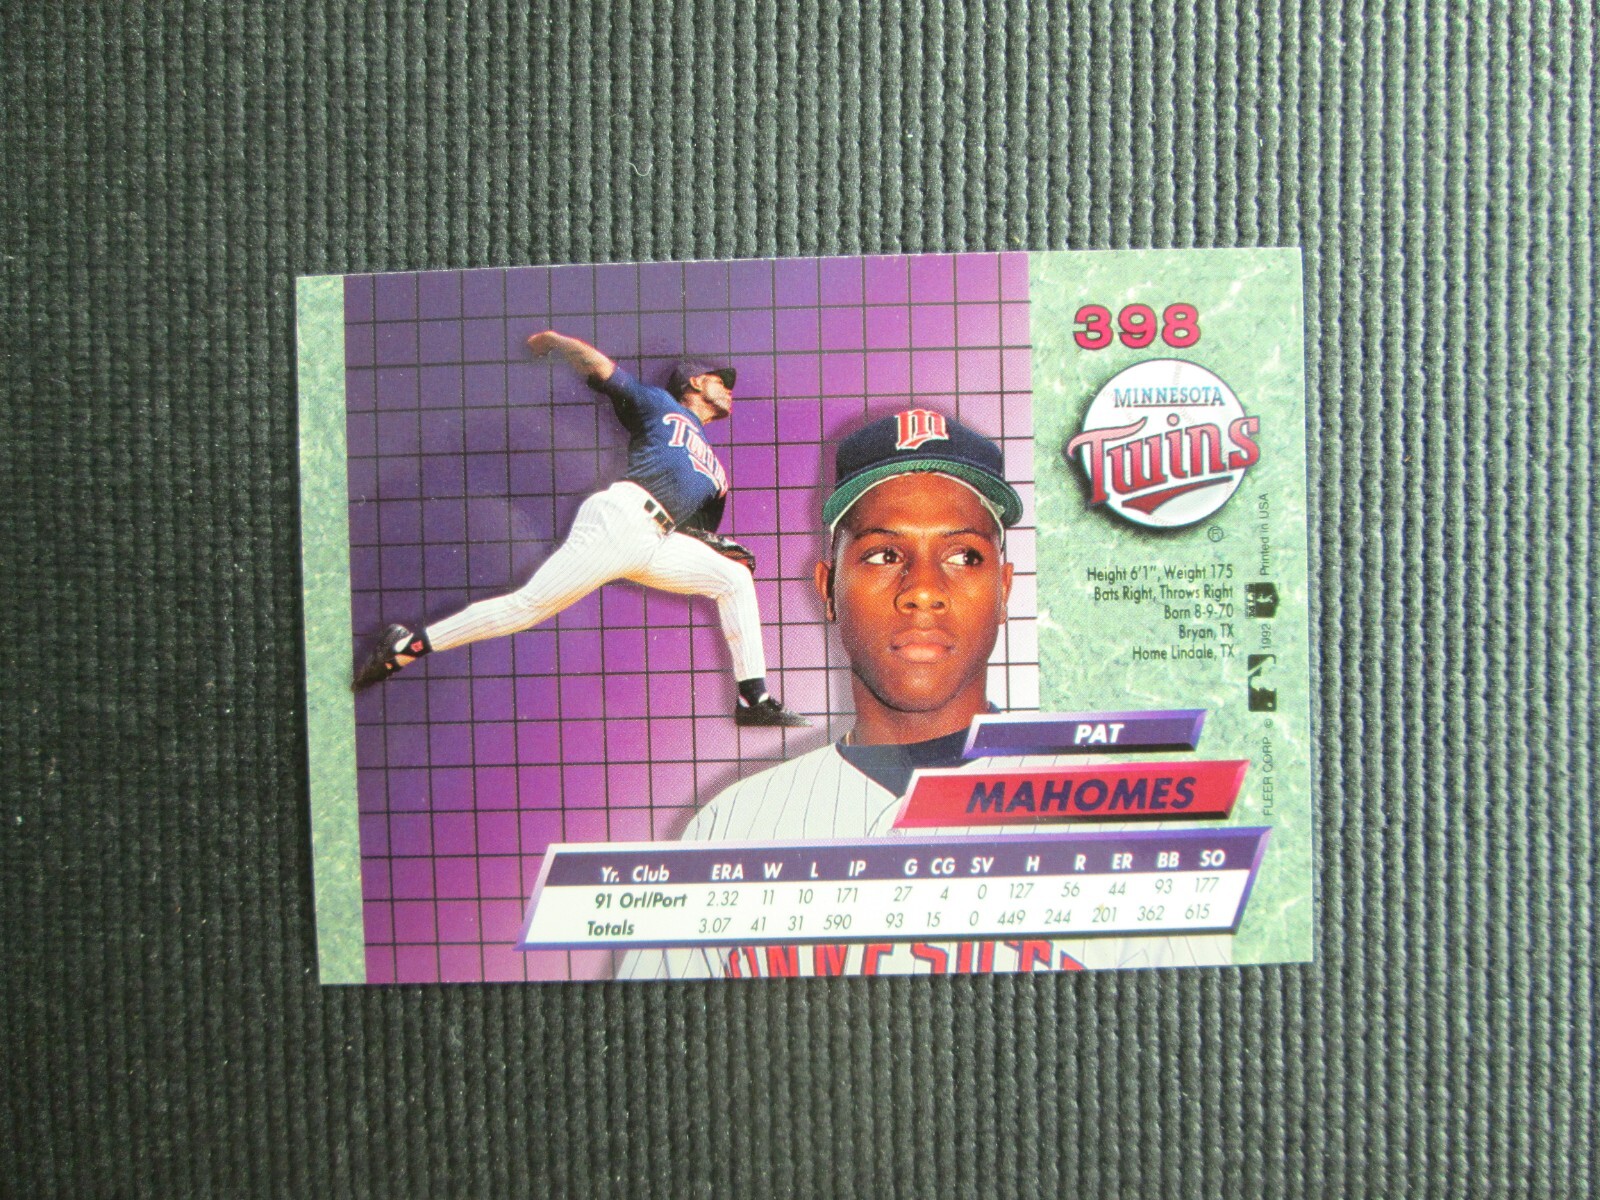 398
MINNESOTA
Twins
Height 6'1", Weight 175
Bats Right, Throws Right
Born 8-9-70
Bryan, TX
Home Lindale, TX
FLEER CORP. © 1992 Printed in USA
m
Twins
PAT
MAHOMES
Yr. Club ERA W L IP G CG SV H R ER BB SO
91 Orl/Port 2.32 11 10 171 27 4 0 127 56 44 93 177
Totals 3.07 41 31 590 93 15 0 449 244 201 362 615